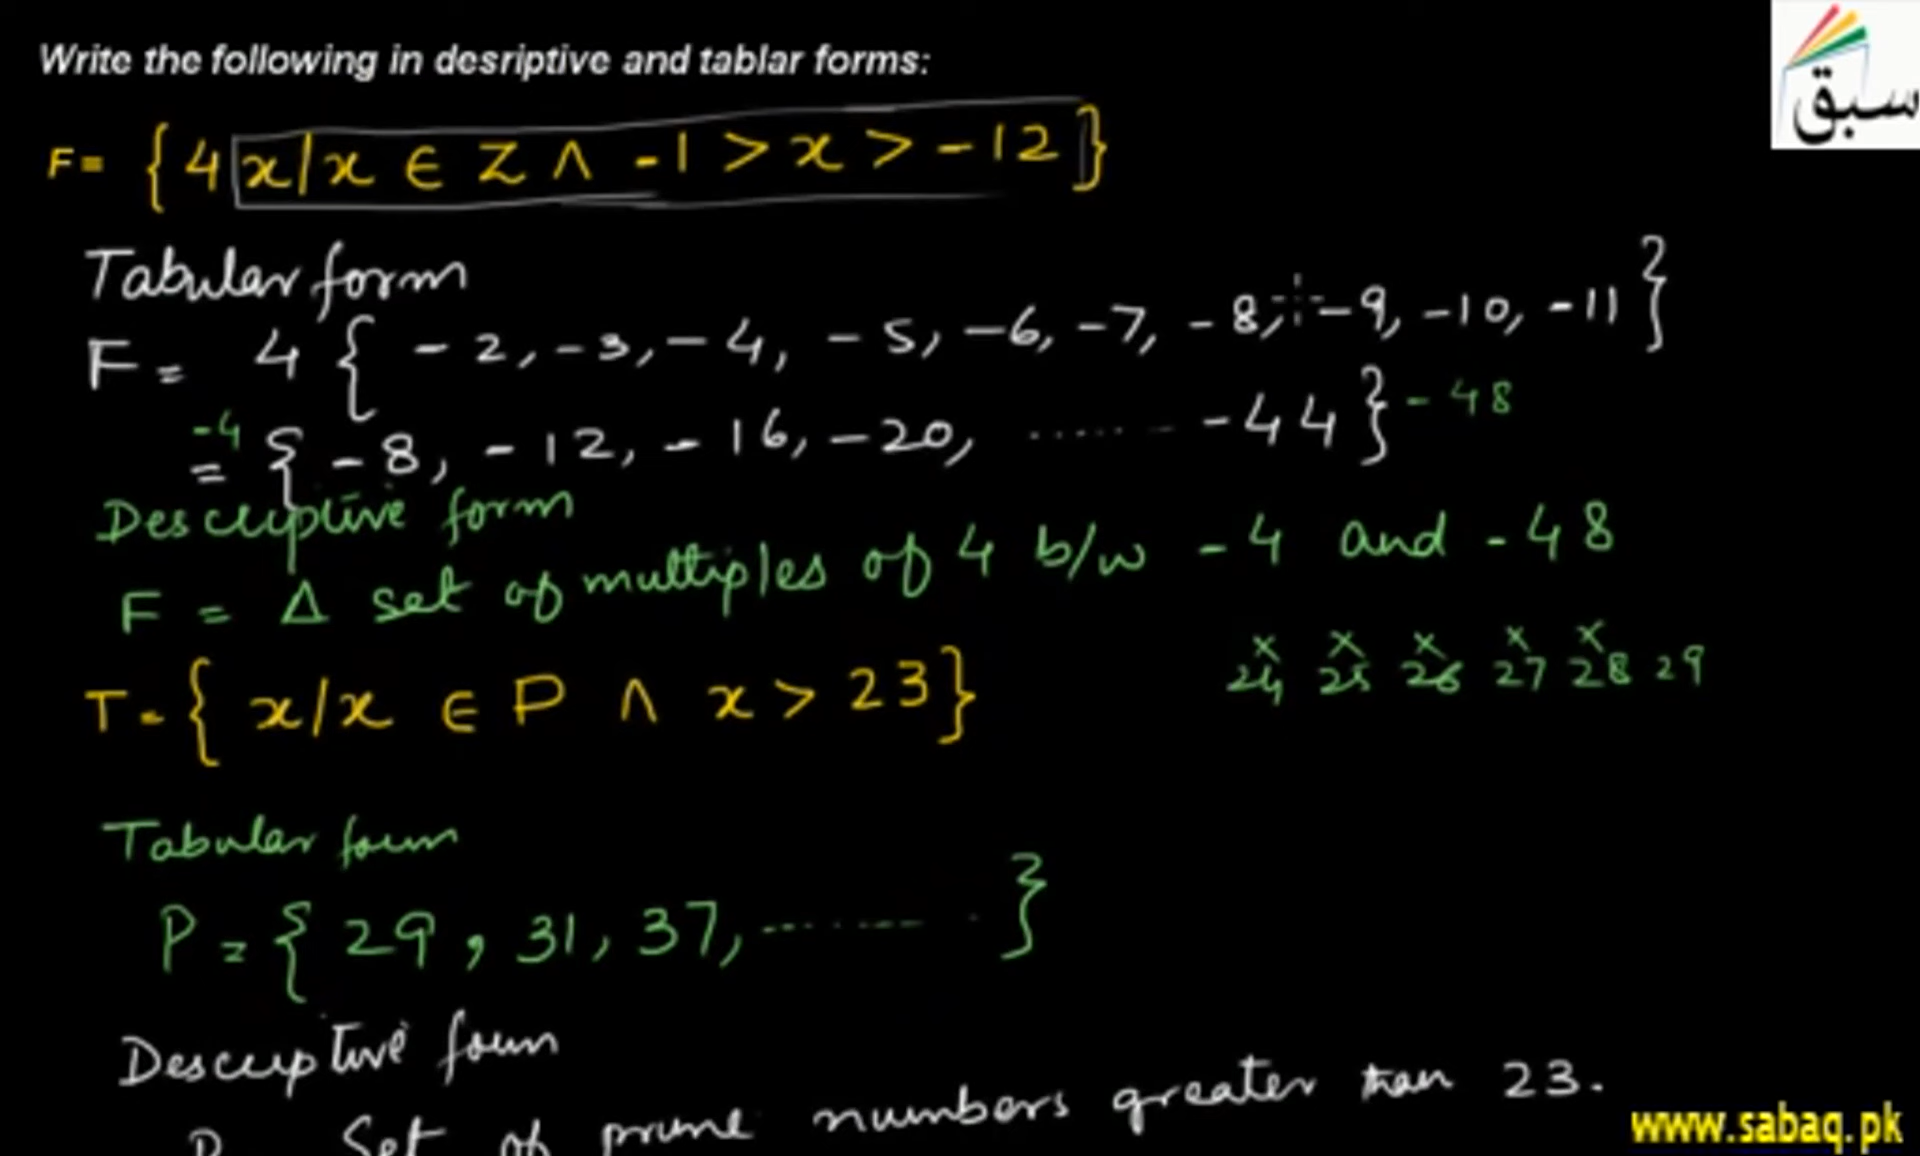 Write the following in desriptive and tablar forms:
سبق
F= {4x/x ∈ Z ∧ -1 > x > -12}
Tabular form
F = 4 { -2, -3, -4, -5, -6, -7, -8, -9, -10, -11 }
-4 = { -8, -12, -16, -20, ...... -44 } -48
Descriptive form
F = A set of multiples of 4 b/w -4 and -48
24 25 26 27 28 29
T = { x/x ∈ P ∧ x > 23 }
Tabular form
P = { 29, 31, 37, ........ }
Descriptive form
P Set of prime numbers greater than 23.
www.sabaq.pk